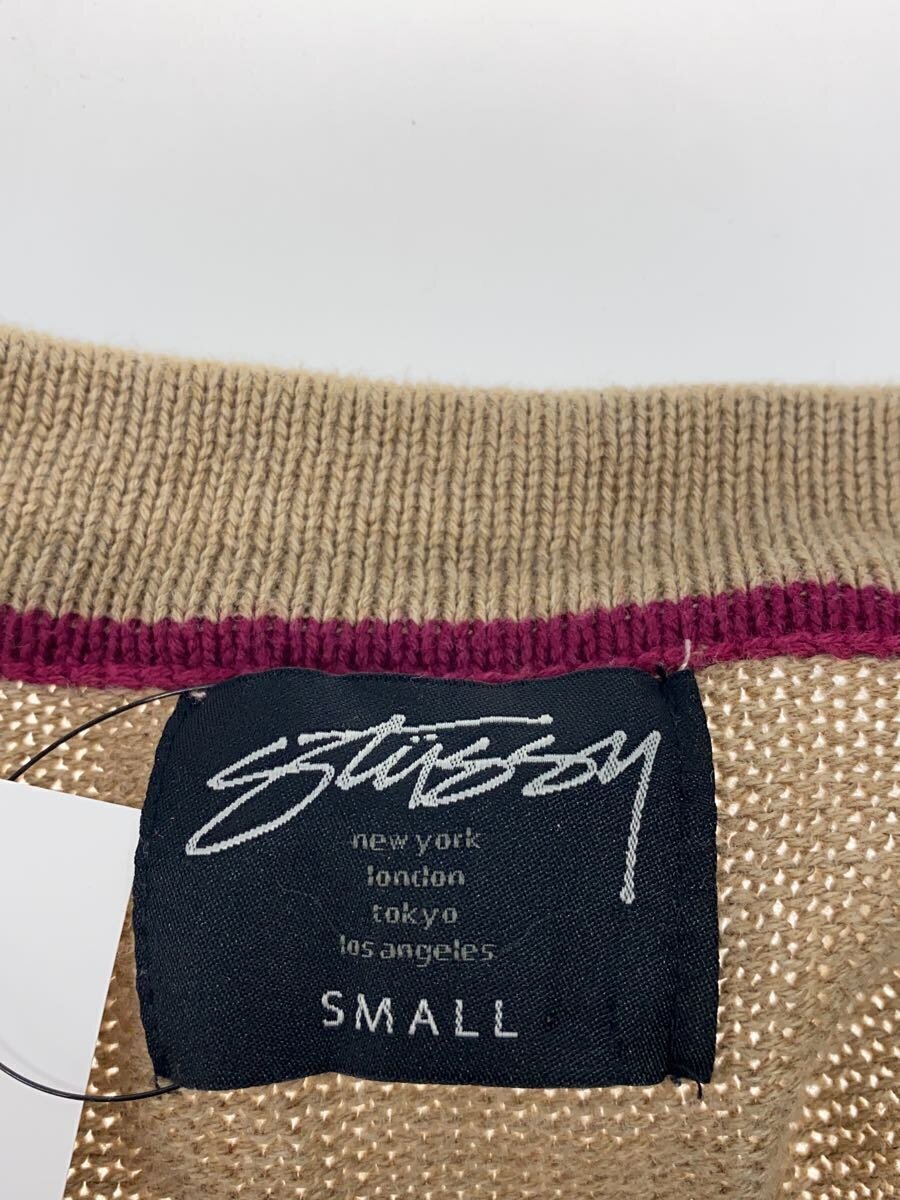 Stüssy
new york
london
tokyo
los angeles
SMALL